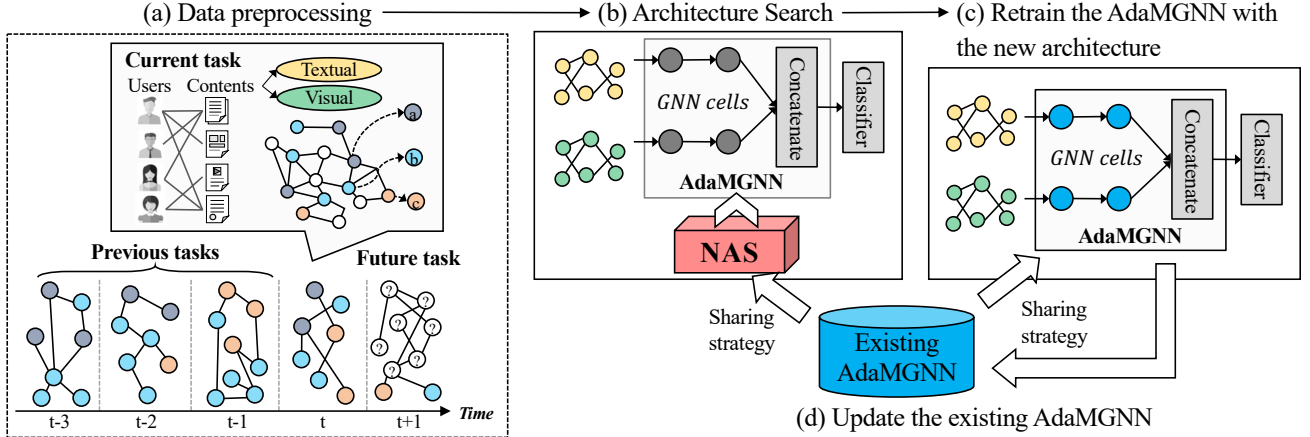 (a) Data preprocessing
(b) Architecture Search
(c) Retrain the AdaMGNN with
the new architecture
Current task
Users
Contents
Textual
Visual
a
b
c
Previous tasks
Future task
?
?
?
?
?
?
?
?
t-3
t-2
t-1
t
t+1
Time
GNN cells
Concatenate
Classifier
AdaMGNN
NAS
GNN cells
Concatenate
Classifier
AdaMGNN
Sharing
strategy
Sharing
strategy
Existing
AdaMGNN
(d) Update the existing AdaMGNN